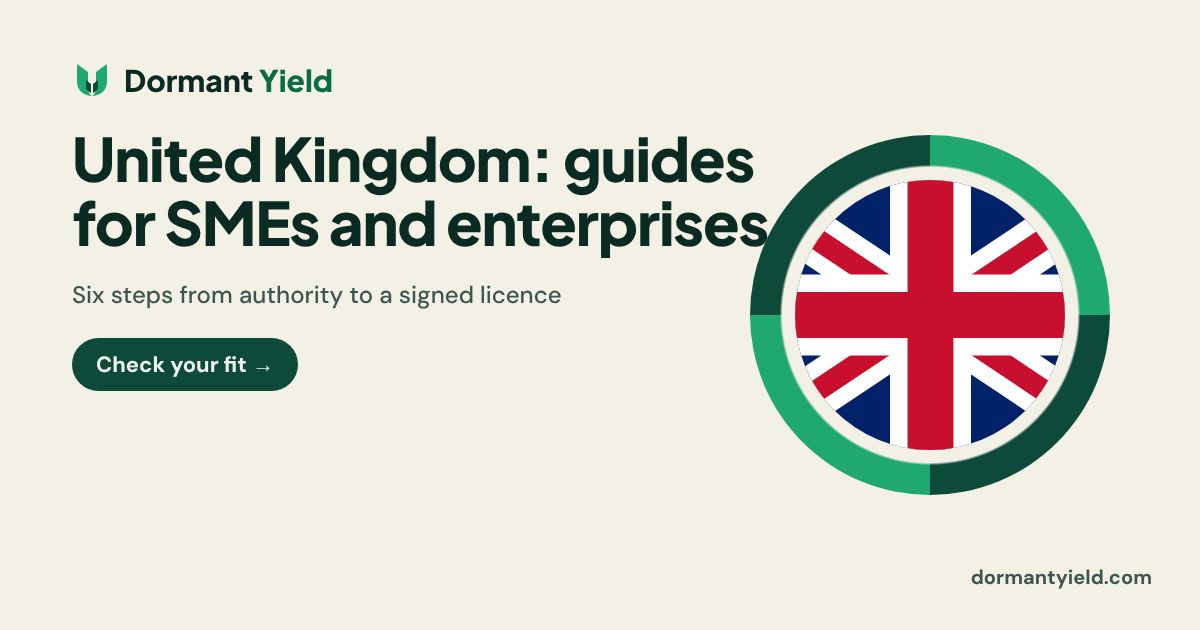 Dormant Yield
United Kingdom: guides
for SMEs and enterprises
Six steps from authority to a signed licence
Check your fit →
dormantyield.com